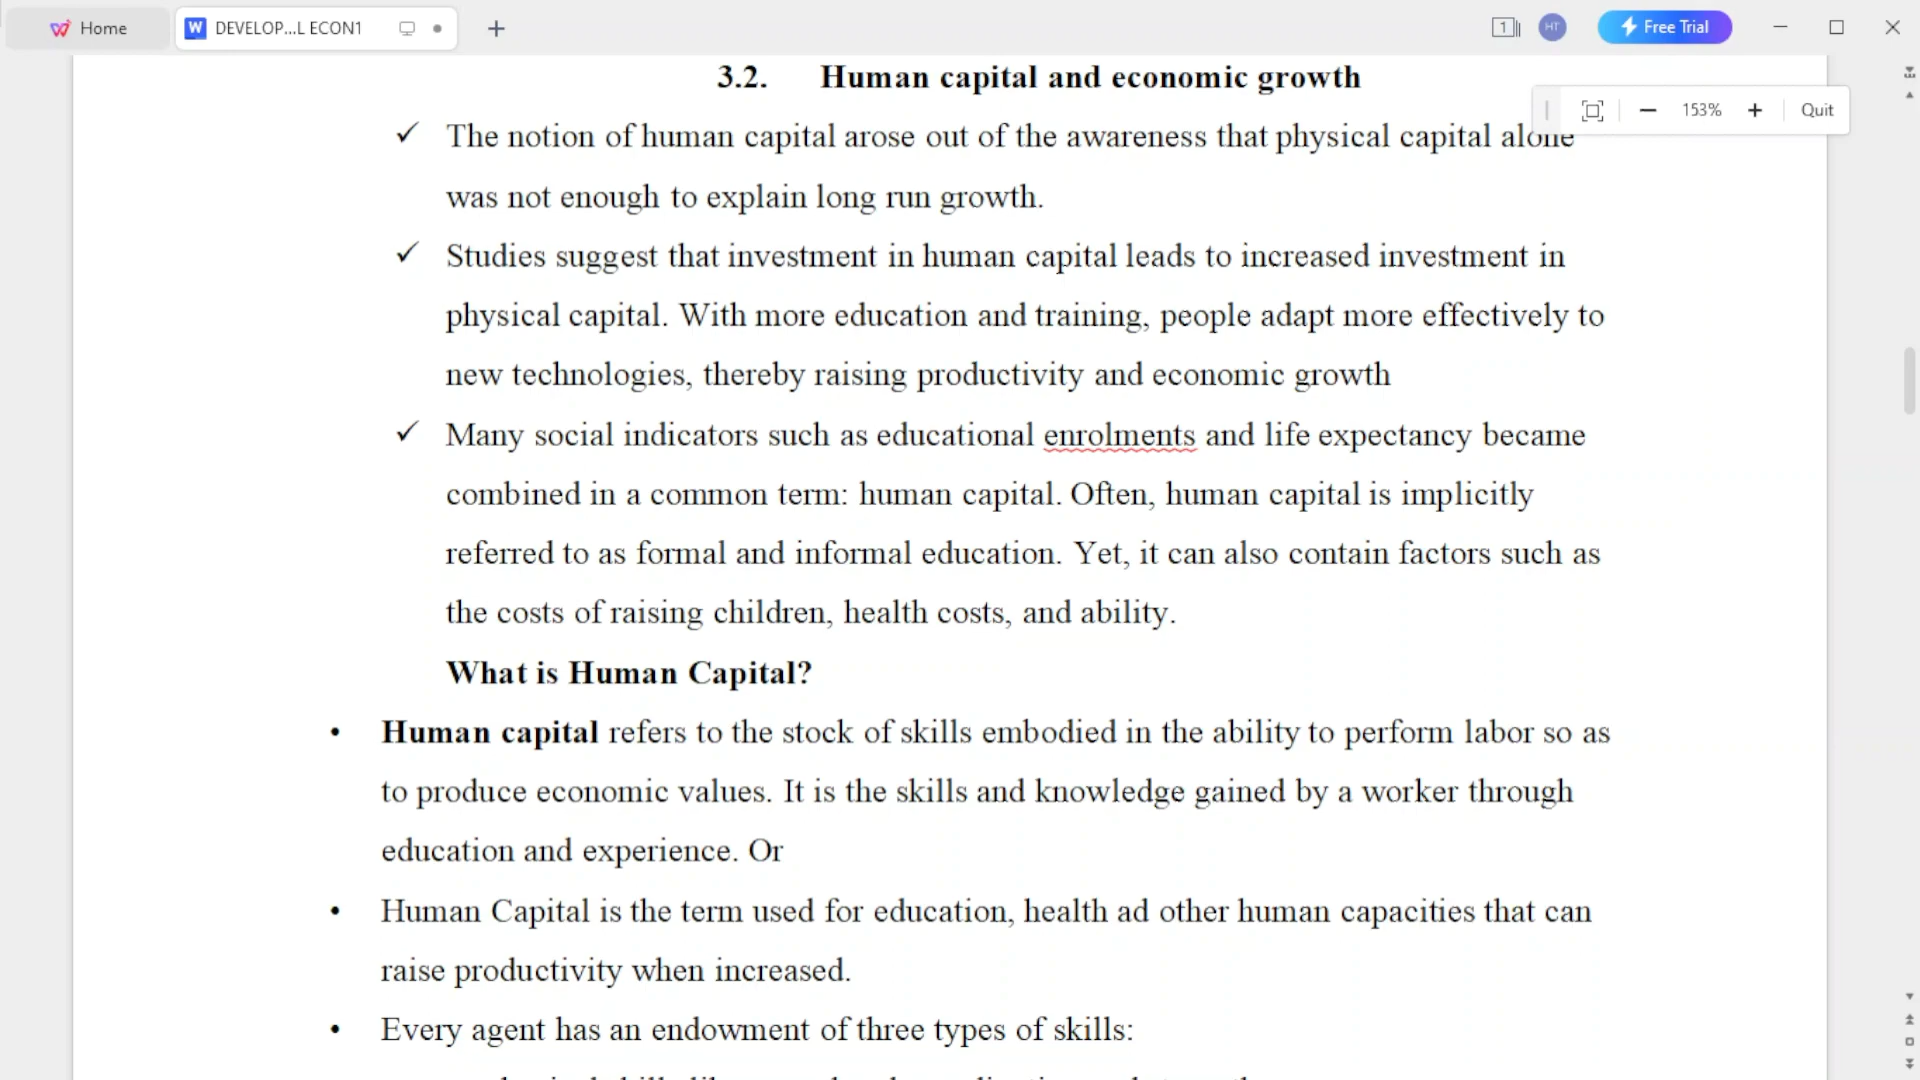 Home
DEVELOP...L ECON1
1
HT
Free Trial
3.2. Human capital and economic growth
153%
Quit
✓ The notion of human capital arose out of the awareness that physical capital alone
was not enough to explain long run growth.
✓ Studies suggest that investment in human capital leads to increased investment in
physical capital. With more education and training, people adapt more effectively to
new technologies, thereby raising productivity and economic growth
✓ Many social indicators such as educational enrolments and life expectancy became
combined in a common term: human capital. Often, human capital is implicitly
referred to as formal and informal education. Yet, it can also contain factors such as
the costs of raising children, health costs, and ability.
What is Human Capital?
• Human capital refers to the stock of skills embodied in the ability to perform labor so as
to produce economic values. It is the skills and knowledge gained by a worker through
education and experience. Or
• Human Capital is the term used for education, health ad other human capacities that can
raise productivity when increased.
• Every agent has an endowment of three types of skills: